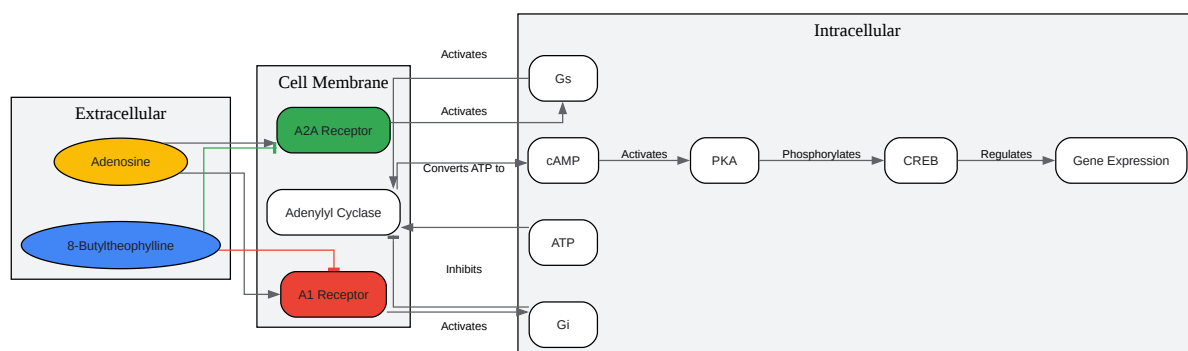 Intracellular
Activates
Gs
Cell Membrane
Extracellular
A2A Receptor
Activates
Adenosine
Converts ATP to
cAMP
Activates
PKA
Phosphorylates
CREB
Regulates
Gene Expression
Adenylyl Cyclase
8-Butyltheophylline
ATP
Inhibits
A1 Receptor
Activates
Gi